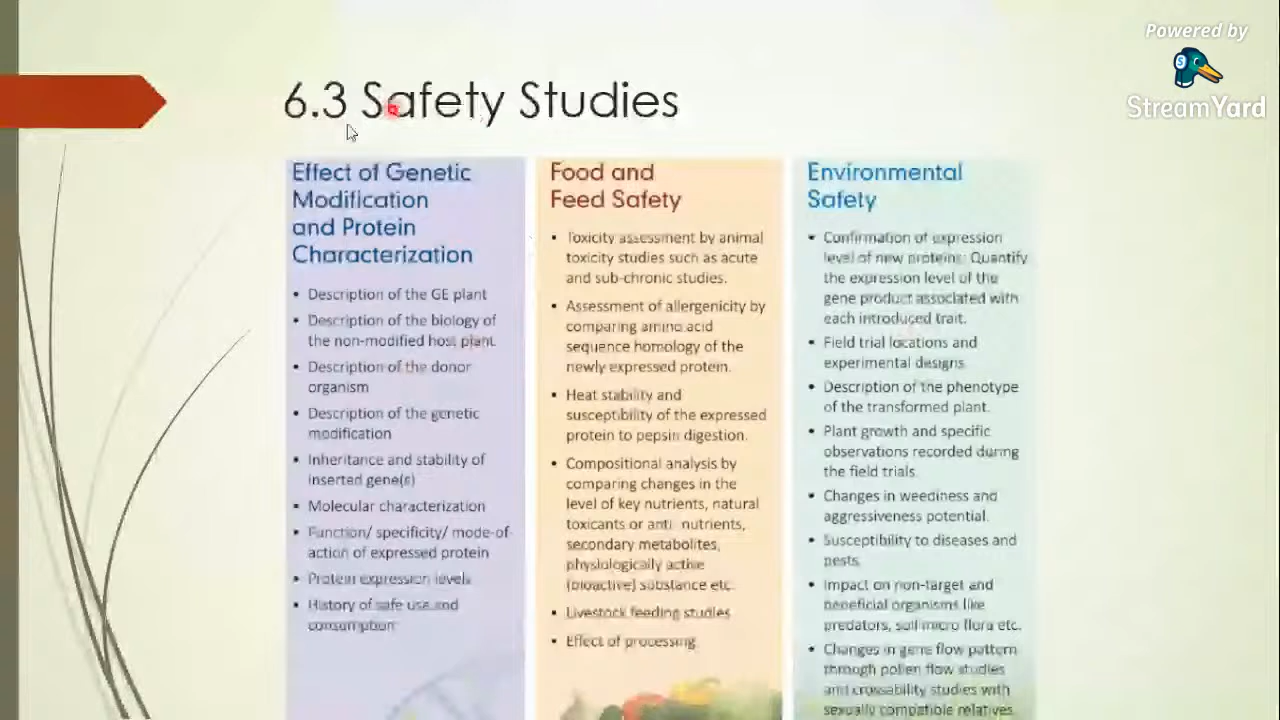 Powered by
StreamYard
6.3 Safety Studies
Effect of Genetic
Modification
and Protein
Characterization
• Description of the GE plant
• Description of the biology of
the non-modified host plant.
• Description of the donor
organism
• Description of the genetic
modification
• Inheritance and stability of
inserted gene(s)
• Molecular characterization
• Function/ specificity/ mode-of-
action of expressed protein
• Protein expression levels
• History of safe use and
consumption
Food and
Feed Safety
• Toxicity assessment by animal
toxicity studies such as acute
and sub-chronic studies.
• Assessment of allergenicity by
comparing amino acid
sequence homology of the
newly expressed protein.
• Heat stability and
susceptibility of the expressed
protein to pepsin digestion.
• Compositional analysis by
comparing changes in the
level of key nutrients, natural
toxicants or anti- nutrients,
secondary metabolites,
physiologically active
(bioactive) substance etc.
• Livestock feeding studies
• Effect of processing
Environmental
Safety
• Confirmation of expression
level of new proteins: Quantify
the expression level of the
gene product associated with
each introduced trait.
• Field trial locations and
experimental designs.
• Description of the phenotype
of the transformed plant.
• Plant growth and specific
observations recorded during
the field trials.
• Changes in weediness and
aggressiveness potential.
• Susceptibility to diseases and
pests.
• Impact on non-target and
beneficial organisms like
predators, soil micro flora etc.
• Changes in gene flow pattern
through pollen flow studies
and crossability studies with
sexually compatible relatives.